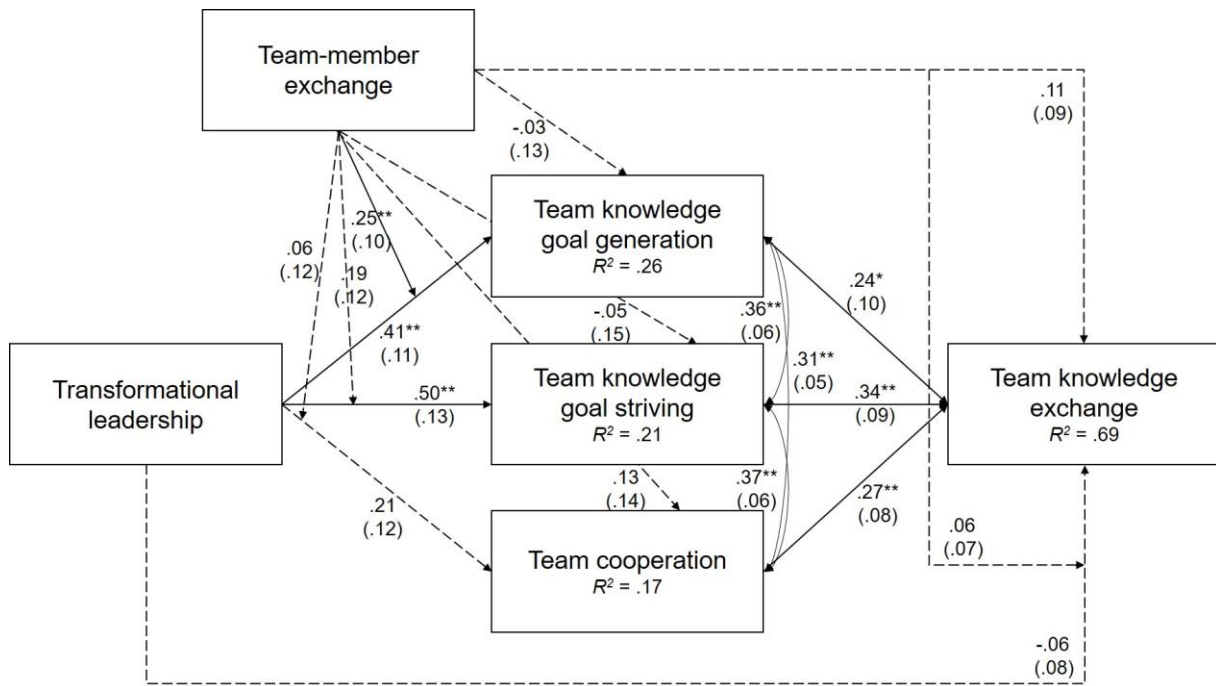 Team-member
exchange
.11
(.09)
-.03
(.13)
Team knowledge
goal generation
R² = .26
.25**
(.10)
.06
(.12)
.19
(.12)
.24*
(.10)
-.05
(.15)
.36**
(.06)
.41**
(.11)
.31**
(.05)
Transformational
leadership
.50**
(.13)
Team knowledge
goal striving
R² = .21
.34**
(.09)
Team knowledge
exchange
R² = .69
.13
(.14)
.37**
(.06)
.21
(.12)
.27**
(.08)
.06
(.07)
Team cooperation
R² = .17
-.06
(.08)